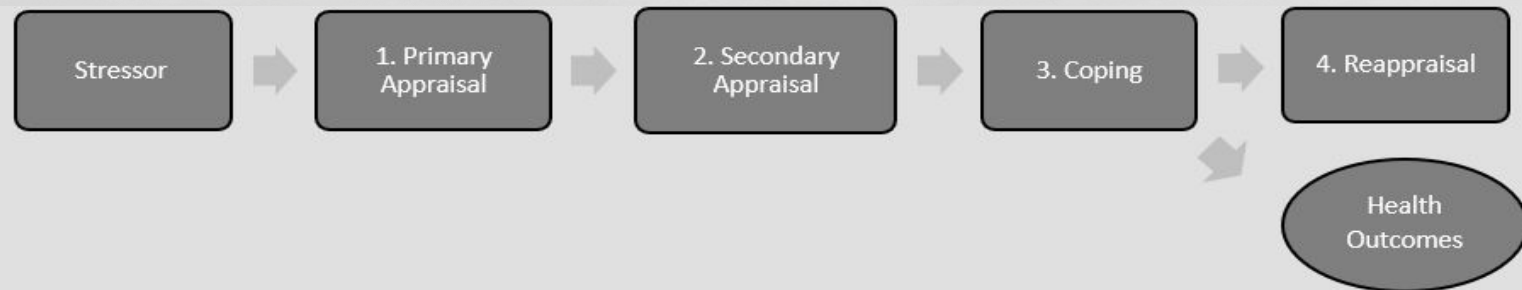 Stressor
1. Primary
Appraisal
2. Secondary
Appraisal
3. Coping
4. Reappraisal
Health
Outcomes